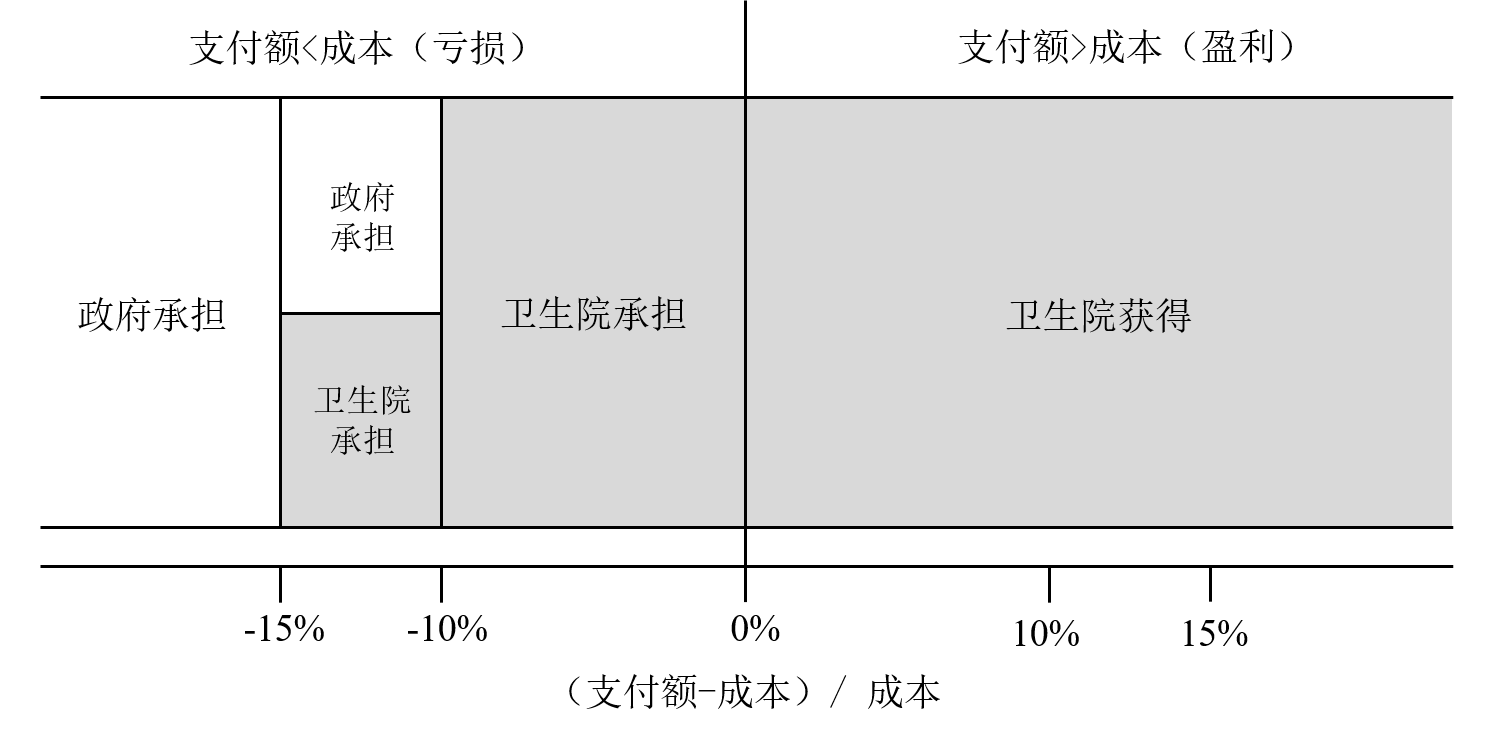 支付额<成本（亏损）
支付额>成本（盈利）
政府承担
政府
承担
卫生院
承担
卫生院承担
卫生院获得
-15%
-10%
0%
10%
15%
（支付额-成本）/ 成本